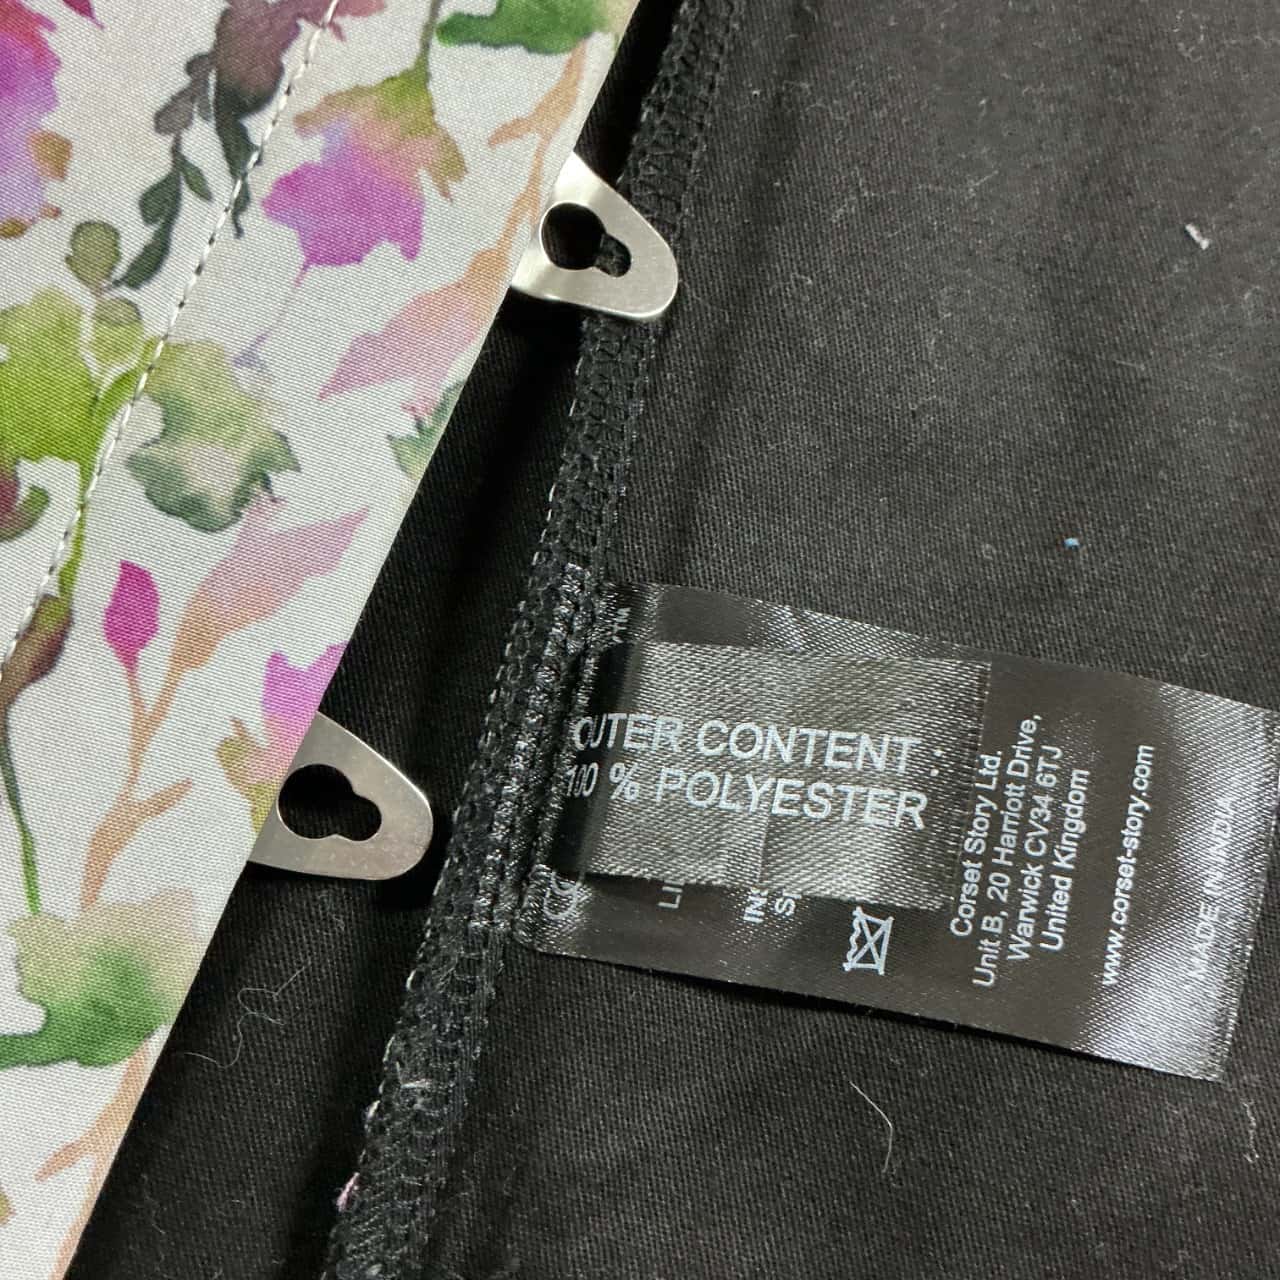 OUTER CONTENT :
100 % POLYESTER
Corset Story Ltd.
Unit B, 20 Harriott Drive,
Warwick CV34 6TJ
United Kingdom
www.corset-story.com
MADE IN INDIA